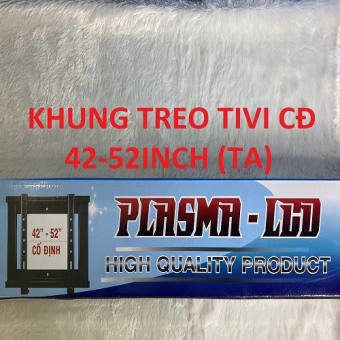 KHUNG TREO TIVI CĐ
42-52INCH (TA)
PLASMA - LCD
42" - 52"
CỐ ĐỊNH
HIGH QUALITY PRODUCT